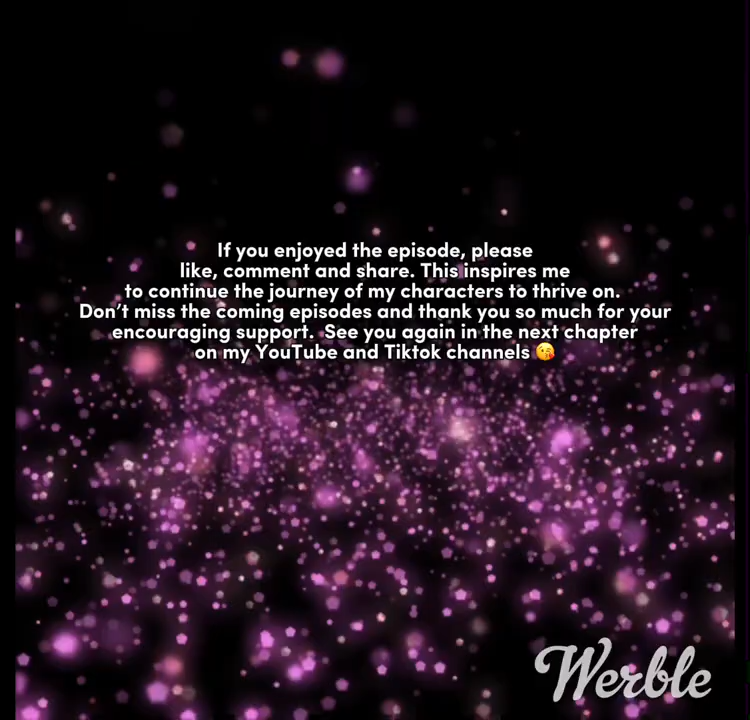 If you enjoyed the episode, please
like, comment and share. This inspires me
to continue the journey of my characters to thrive on.
Don’t miss the coming episodes and thank you so much for your
encouraging support.  See you again in the next chapter
on my YouTube and Tiktok channels 😘
Werble